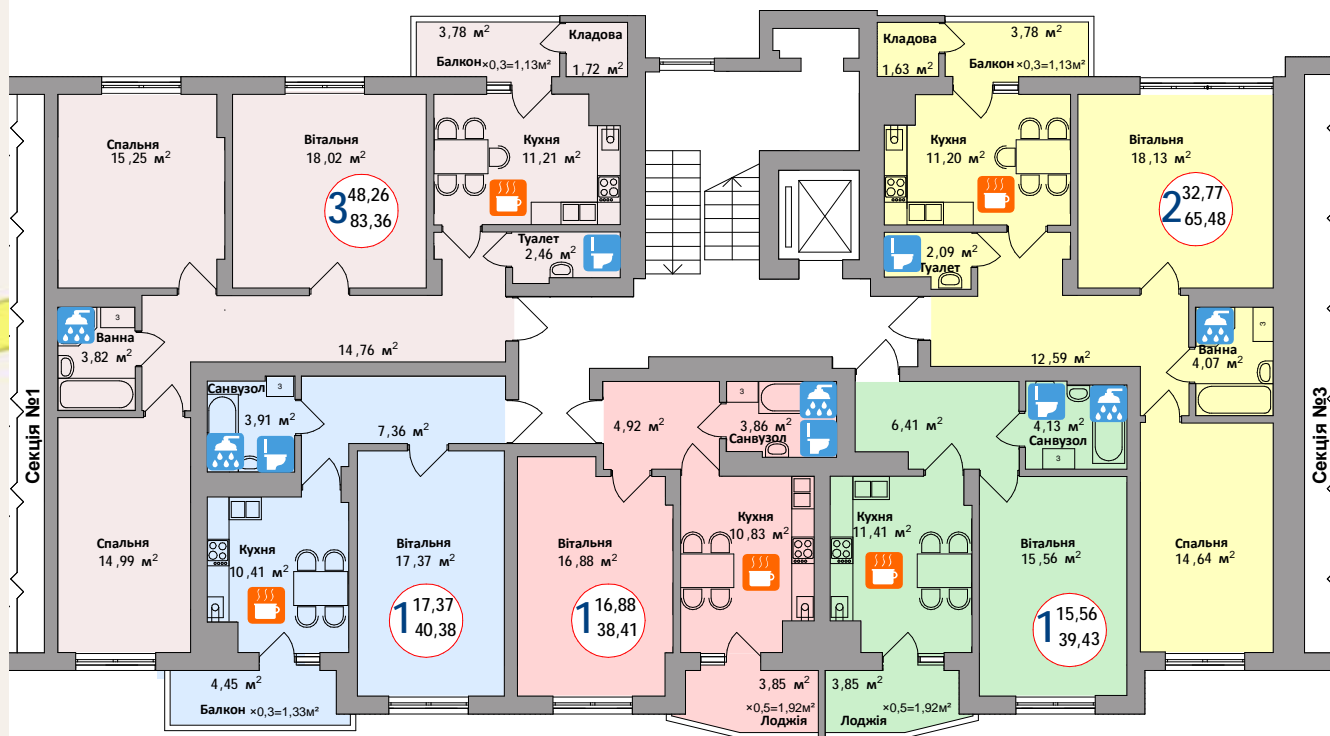 3,78 м²
Балкон ×0,3=1,13м²
Кладова
1,72 м²
Кладова
1,63 м²
3,78 м²
Балкон ×0,3=1,13м²
Спальня
15,25 м²
Вітальня
18,02 м²
3 48,26
83,36
Кухня
11,21 м²
Кухня
11,20 м²
Вітальня
18,13 м²
2 32,77
65,48
Туалет
2,46 м²
2,09 м²
Туалет
З
Ванна
3,82 м²
14,76 м²
12,59 м²
З
Ванна
4,07 м²
Секція №1
Секція №3
Санвузол
З
3,91 м²
7,36 м²
4,92 м²
З
3,86 м²
Санвузол
6,41 м²
4,13 м²
Санвузол
З
Спальня
14,99 м²
Кухня
10,41 м²
Вітальня
17,37 м²
1 17,37
40,38
Вітальня
16,88 м²
1 16,88
38,41
Кухня
10,83 м²
Кухня
11,41 м²
Вітальня
15,56 м²
1 15,56
39,43
Спальня
14,64 м²
4,45 м²
Балкон ×0,3=1,33м²
3,85 м²
×0,5=1,92м²
Лоджія
3,85 м²
×0,5=1,92м²
Лоджія